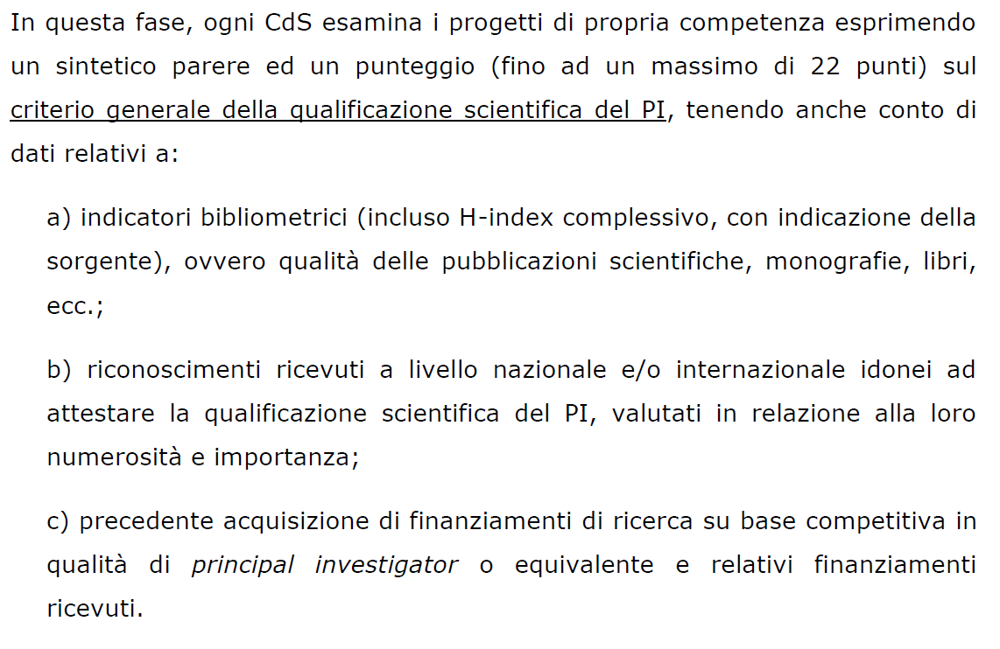 In questa fase, ogni CdS esamina i progetti di propria competenza esprimendo
un sintetico parere ed un punteggio (fino ad un massimo di 22 punti) sul
criterio generale della qualificazione scientifica del PI, tenendo anche conto di
dati relativi a:
a) indicatori bibliometrici (incluso H-index complessivo, con indicazione della
sorgente), ovvero qualità delle pubblicazioni scientifiche, monografie, libri,
ecc.;
b) riconoscimenti ricevuti a livello nazionale e/o internazionale idonei ad
attestare la qualificazione scientifica del PI, valutati in relazione alla loro
numerosità e importanza;
c) precedente acquisizione di finanziamenti di ricerca su base competitiva in
qualità di principal investigator o equivalente e relativi finanziamenti
ricevuti.